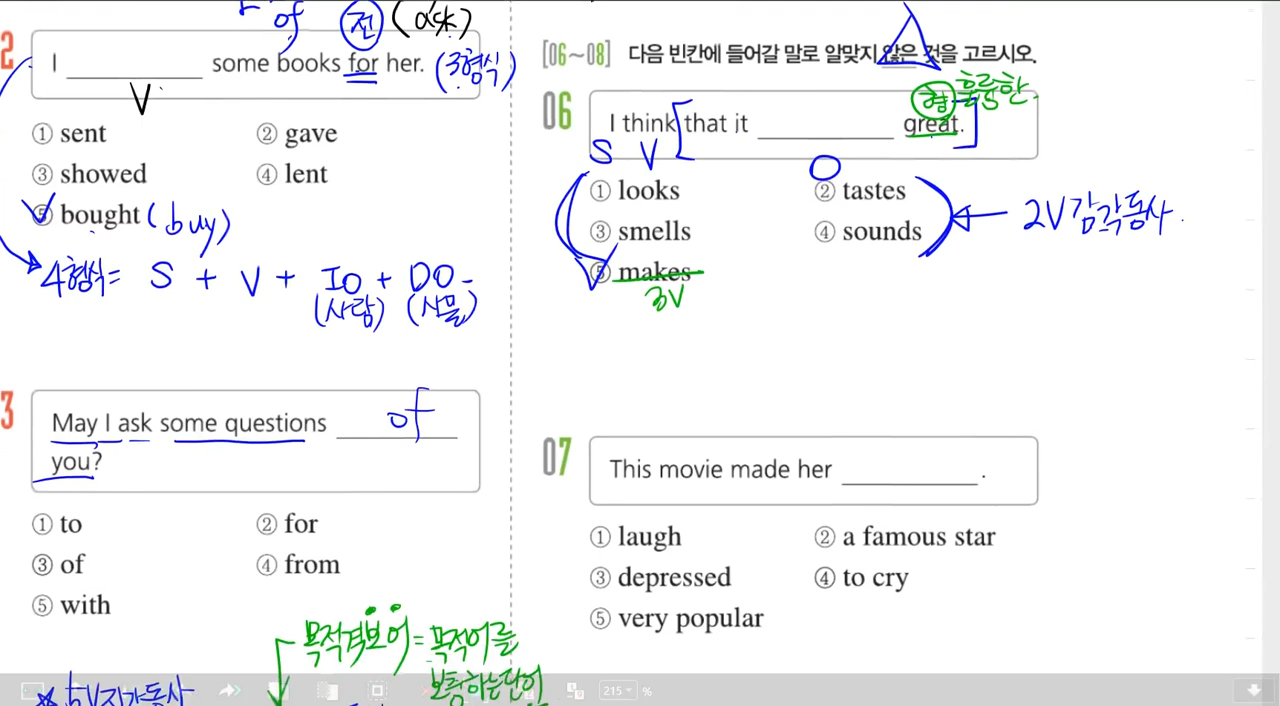 of 전 (ask)
2
I ________ some books for her. (3형식)
V
① sent ② gave
③ showed ④ lent
⑤ bought (buy)
4형식= S + V + IO + DO
(사람) (사물)
3
May I ask some questions of
you?
① to ② for
③ of ④ from
⑤ with
목적격보어 = 목적어를
보충하는단어
* 5V지각동사
[06~08] 다음 빈칸에 들어갈 말로 알맞지 않은 것을 고르시오.
형 훌륭한.
06
I think [that it ________ great.]
S V O
① looks ② tastes
③ smells ④ sounds
2V감각동사.
⑤ makes
3V
07
This movie made her ________ .
① laugh ② a famous star
③ depressed ④ to cry
⑤ very popular
215 %